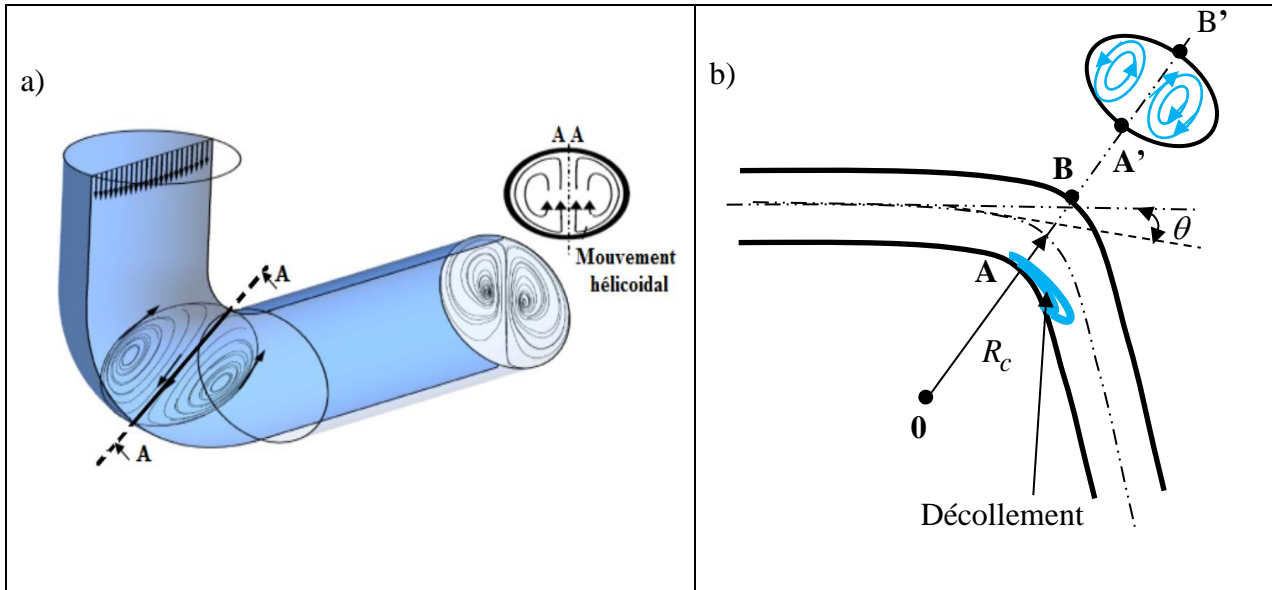 a)
A A
Mouvement
hélicoidal
A
A
b)
B’
A’
B
θ
A
R_c
0
Décollement